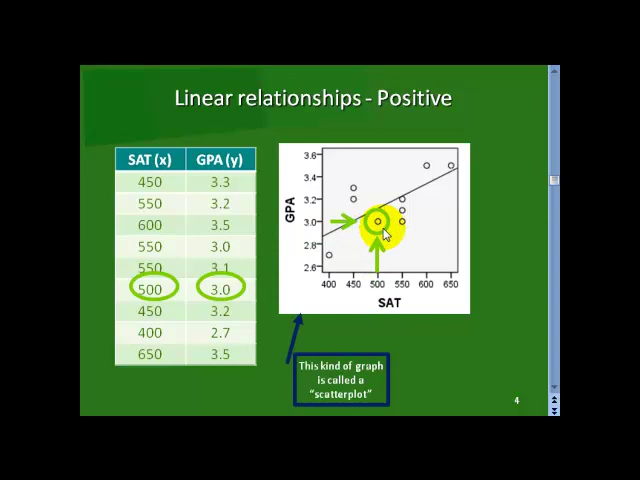 Linear relationships - Positive
SAT (x) GPA (y)
450 3.3
550 3.2
600 3.5
550 3.0
550 3.1
500 3.0
450 3.2
400 2.7
650 3.5
GPA
3.6
3.4
3.2
3.0
2.8
2.6
400 450 500 550 600 650
SAT
This kind of graph
is called a
"scatterplot"
4